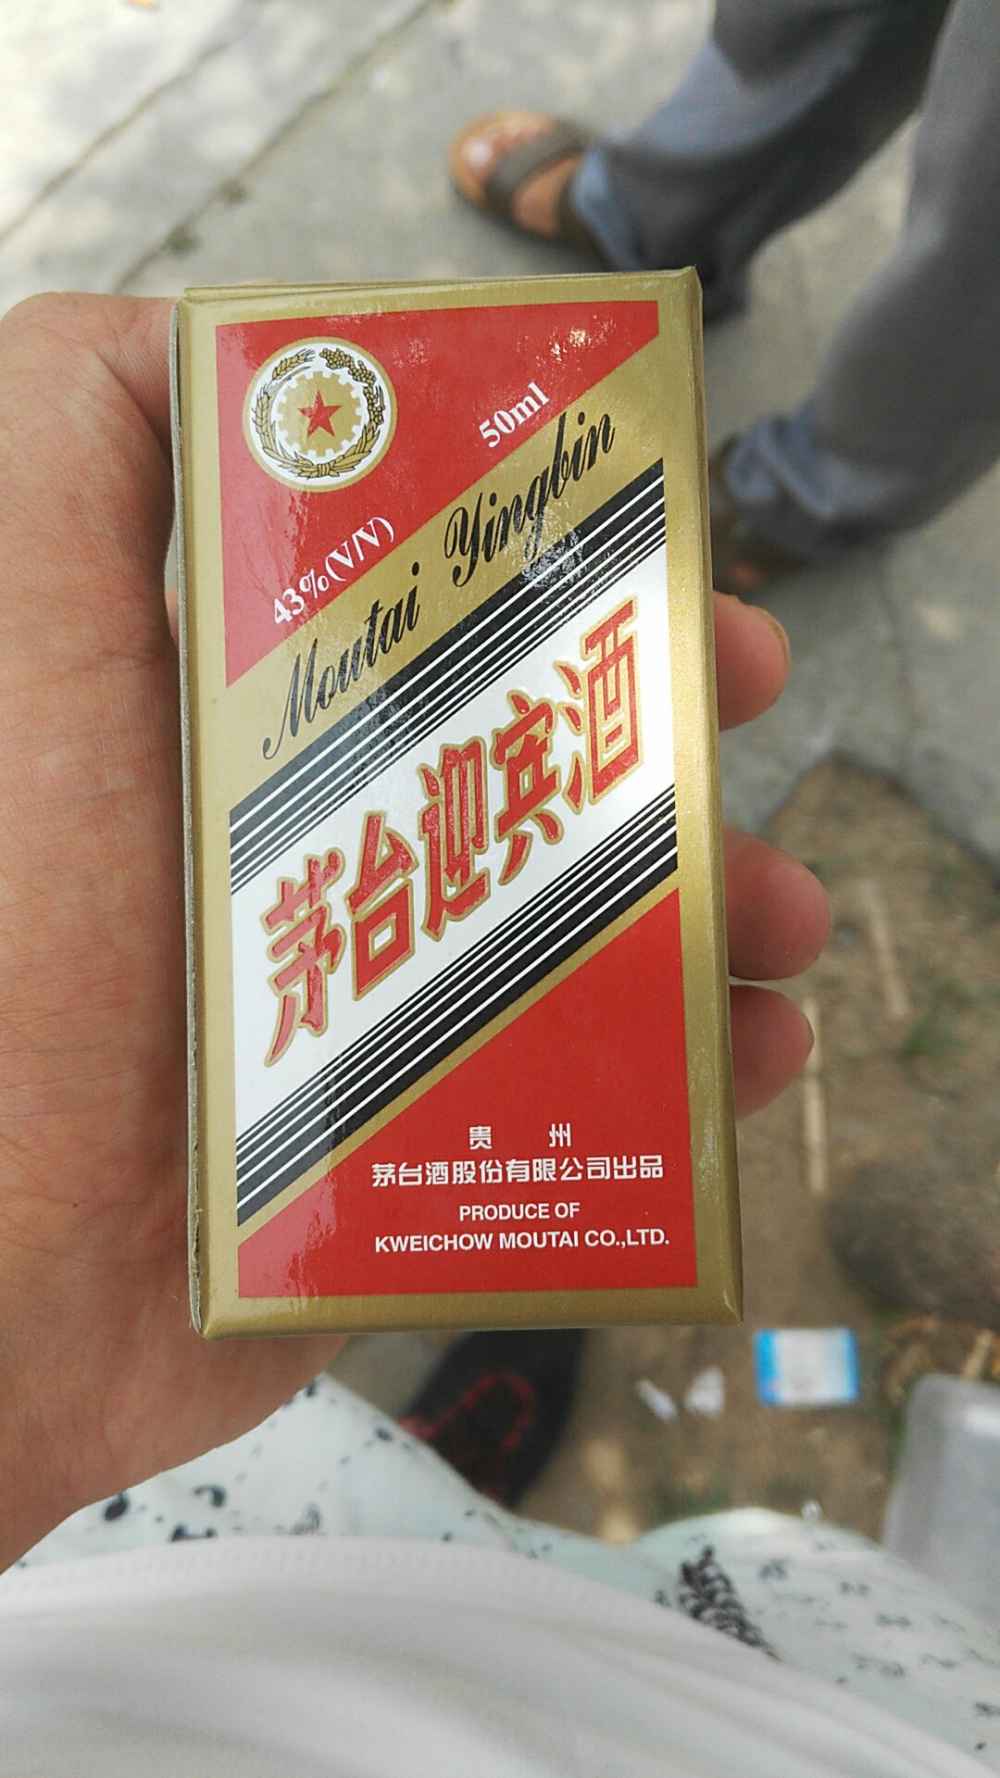 50ml
43%(V/V)
Moutai Yingbin
茅台迎宾酒
贵 州
茅台酒股份有限公司出品
PRODUCE OF
KWEICHOW MOUTAI CO.,LTD.